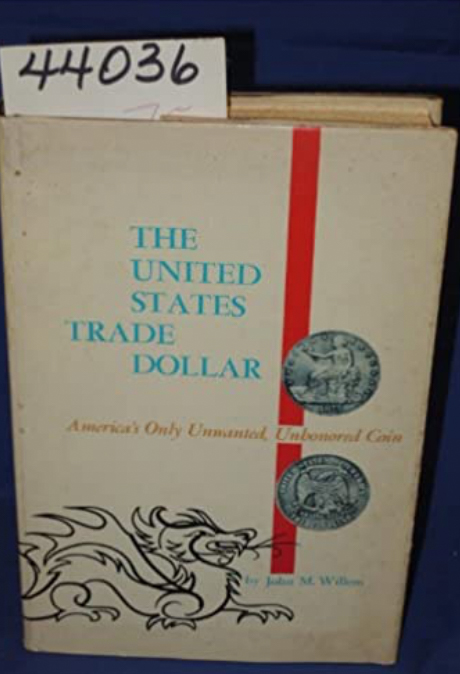 44036
THE
UNITED
STATES
TRADE
DOLLAR
America's Only Unwanted, Unhonored Coin
by John M. Willem